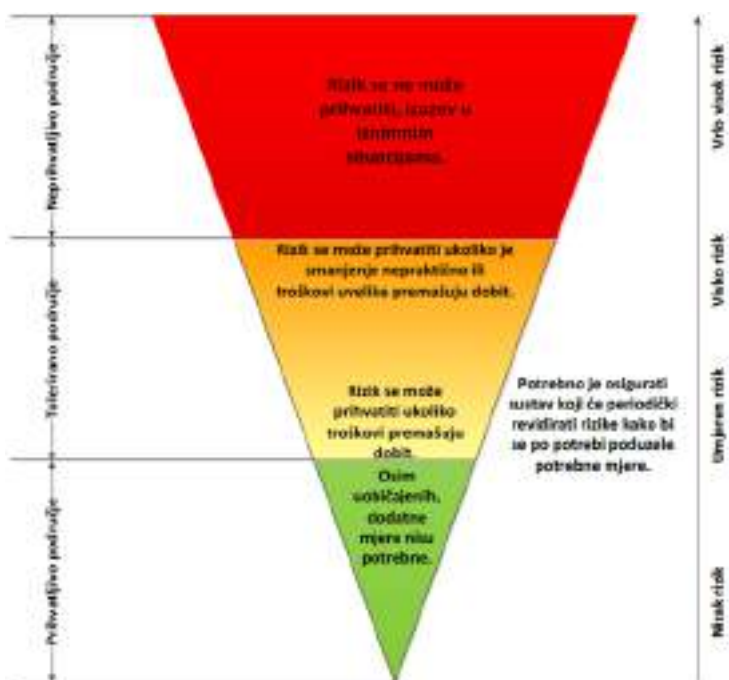 Neprihvatljivo područje
Rizik se ne može
prihvatiti, izuzev u
iznimnim
situacijama.
Vrlo visok rizik
Tolerirano područje
Rizik se može prihvatiti ukoliko je
smanjenje nepraktično ili
troškovi uvelike premašuju dobit.
Visko rizik
Rizik se može
prihvatiti ukoliko
troškovi premašuju
dobit.
Potrebno je osigurati
sustav koji će periodički
revidirati rizike kako bi
se po potrebi poduzele
potrebne mjere.
Umjeren rizik
Prihvatljivo područje
Osim
uobičajenih,
dodatne
mjere nisu
potrebne.
Nizak rizik